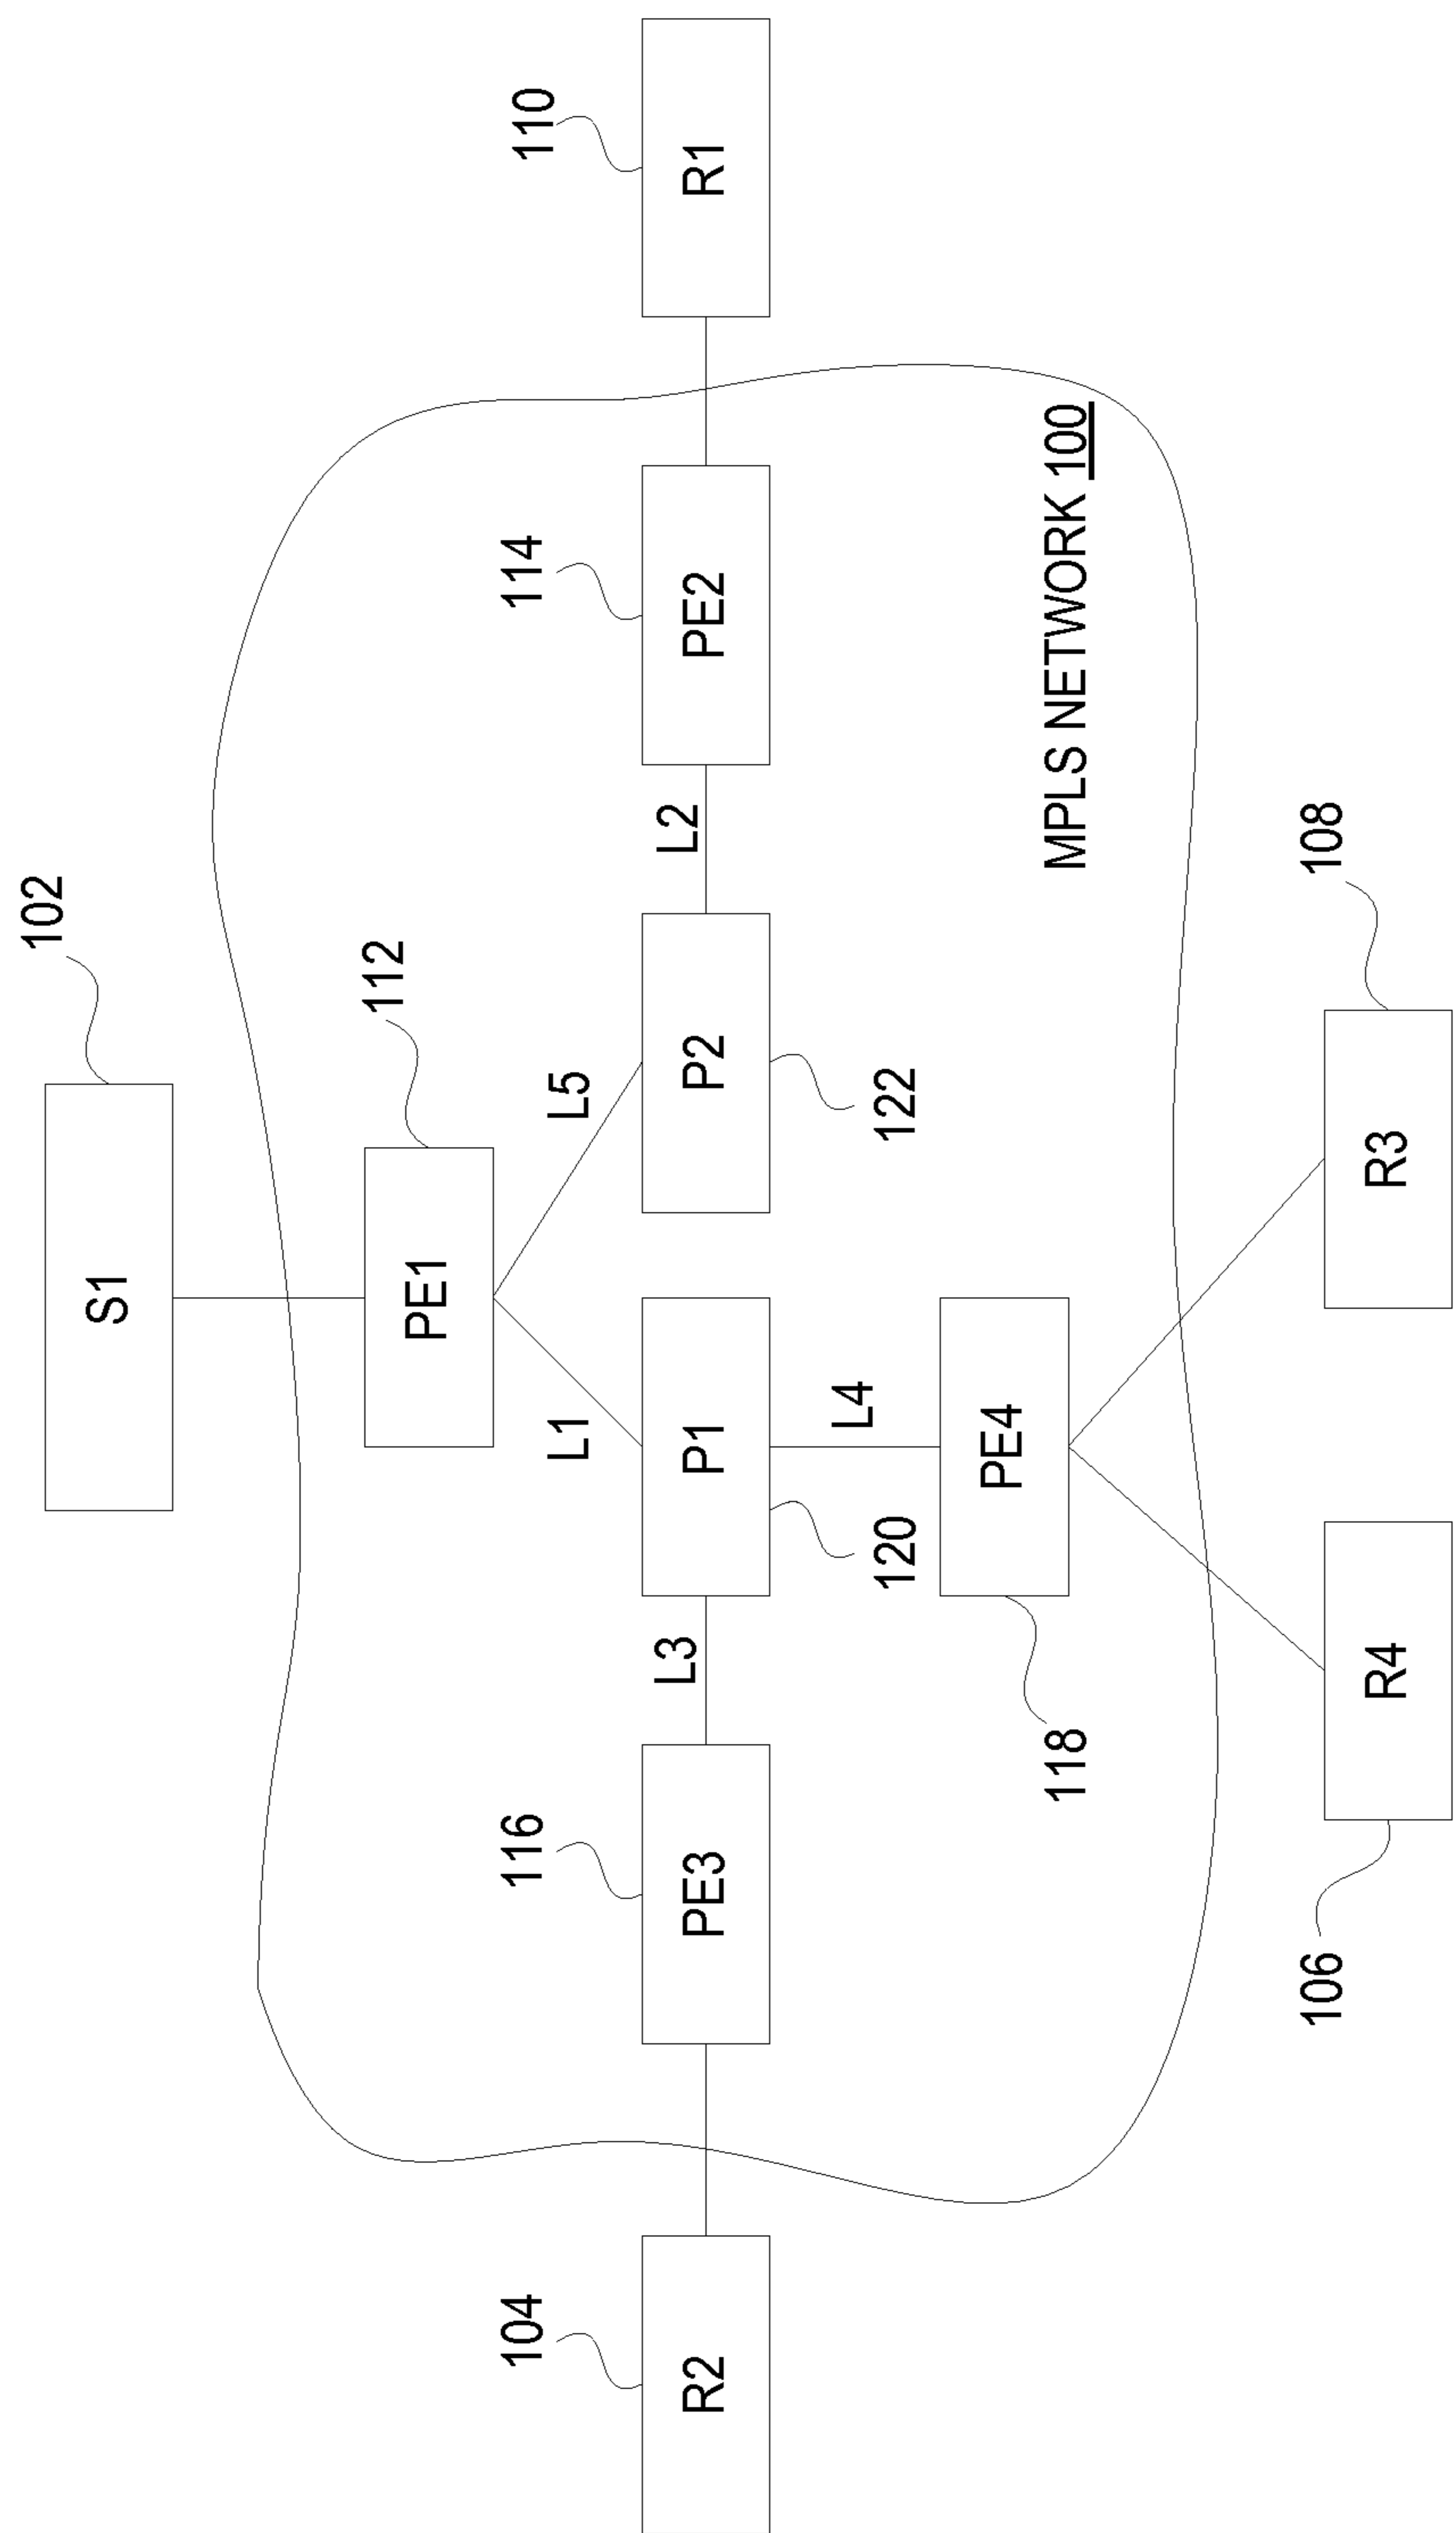 102
S1
112
PE1
L1
L5
104
116
114
110
R2
PE3
L3
P1
P2
L2
PE2
R1
120
L4
122
PE4
118
MPLS NETWORK 100
106
108
R4
R3